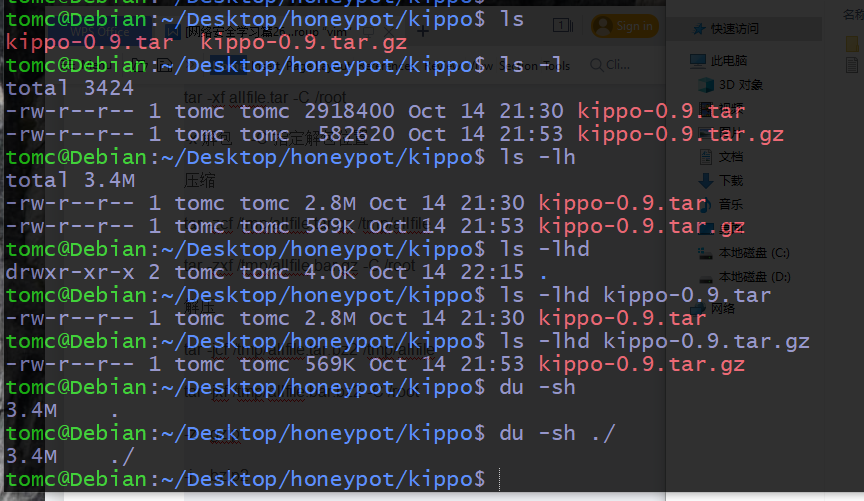 tomc@Debian:~/Desktop/honeypot/kippo$ ls
kippo-0.9.tar  kippo-0.9.tar.gz
tomc@Debian:~/Desktop/honeypot/kippo$ ls -l
total 3424
-rw-r--r-- 1 tomc tomc 2918400 Oct 14 21:30 kippo-0.9.tar
-rw-r--r-- 1 tomc tomc  582620 Oct 14 21:53 kippo-0.9.tar.gz
tomc@Debian:~/Desktop/honeypot/kippo$ ls -lh
total 3.4M
-rw-r--r-- 1 tomc tomc 2.8M Oct 14 21:30 kippo-0.9.tar
-rw-r--r-- 1 tomc tomc 569K Oct 14 21:53 kippo-0.9.tar.gz
tomc@Debian:~/Desktop/honeypot/kippo$ ls -lhd
drwxr-xr-x 2 tomc tomc 4.0K Oct 14 22:15 .
tomc@Debian:~/Desktop/honeypot/kippo$ ls -lhd kippo-0.9.tar
-rw-r--r-- 1 tomc tomc 2.8M Oct 14 21:30 kippo-0.9.tar
tomc@Debian:~/Desktop/honeypot/kippo$ ls -lhd kippo-0.9.tar.gz
-rw-r--r-- 1 tomc tomc 569K Oct 14 21:53 kippo-0.9.tar.gz
tomc@Debian:~/Desktop/honeypot/kippo$ du -sh
3.4M    .
tomc@Debian:~/Desktop/honeypot/kippo$ du -sh ./
3.4M    ./
tomc@Debian:~/Desktop/honeypot/kippo$
Sign in
tar -xf allfile.tar -C /root
压缩
解压
快速访问
此电脑
3D 对象
文档
下载
音乐
本地磁盘 (C:)
本地磁盘 (D:)
网络